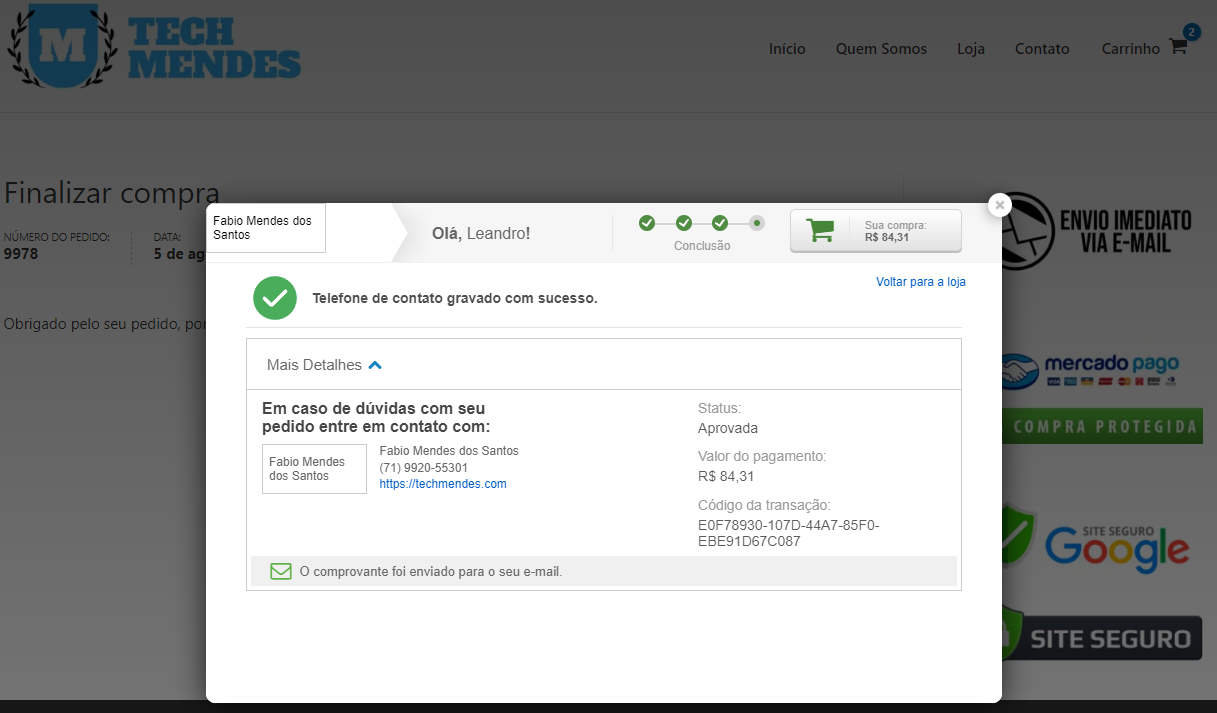 TECH
MENDES
Início Quem Somos Loja Contato Carrinho 2
Finalizar compra
NÚMERO DO PEDIDO:
9978
DATA:
5 de ag
Obrigado pelo seu pedido, por
Fabio Mendes dos
Santos
Olá, Leandro!
Conclusão
Sua compra:
R$ 84,31
Voltar para a loja
Telefone de contato gravado com sucesso.
Mais Detalhes
Em caso de dúvidas com seu
pedido entre em contato com:
Fabio Mendes
dos Santos
Fabio Mendes dos Santos
(71) 9920-55301
https://techmendes.com
Status:
Aprovada
Valor do pagamento:
R$ 84,31
Código da transação:
E0F78930-107D-44A7-85F0-
EBE91D67C087
O comprovante foi enviado para o seu e-mail.
ENVIO IMEDIATO
VIA E-MAIL
mercado pago
COMPRA PROTEGIDA
SITE SEGURO
Google
SITE SEGURO